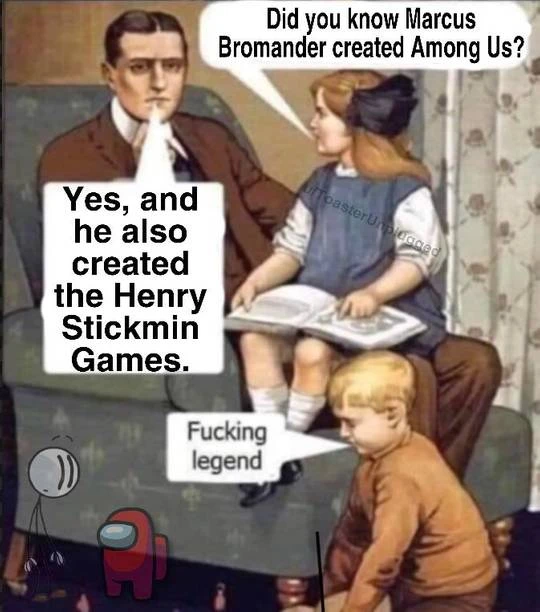 Did you know Marcus
Bromander created Among Us?
Yes, and
he also
created
the Henry
Stickmin
Games.
u/ToasterUnplugged
Fucking
legend